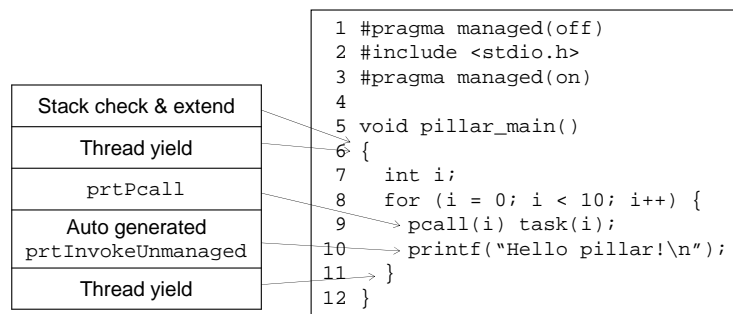 Stack check & extend
Thread yield
prtPcall
Auto generated
prtInvokeUnmanaged
Thread yield
1 #pragma managed(off)
2 #include <stdio.h>
3 #pragma managed(on)
4
5 void pillar_main()
6 {
7   int i;
8   for (i = 0; i < 10; i++) {
9     pcall(i) task(i);
10     printf(“Hello pillar!\n”);
11   }
12 }